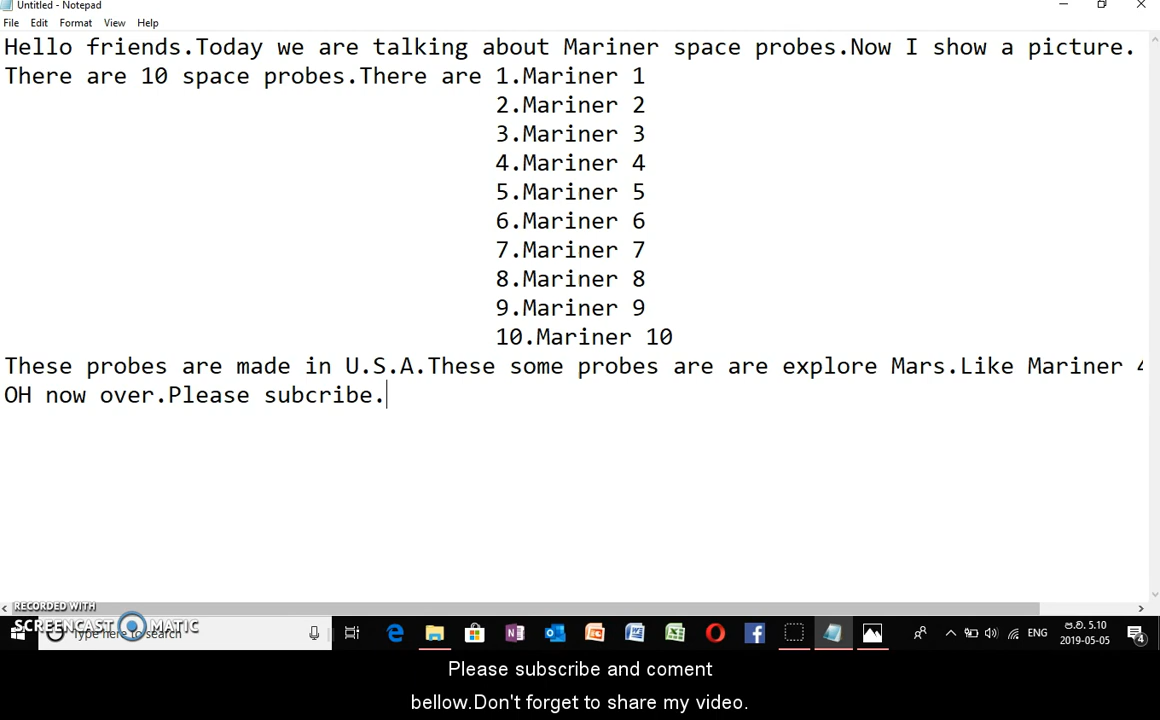 Untitled - Notepad
File Edit Format View Help
Hello friends.Today we are talking about Mariner space probes.Now I show a picture.
There are 10 space probes.There are 1.Mariner 1
2.Mariner 2
3.Mariner 3
4.Mariner 4
5.Mariner 5
6.Mariner 6
7.Mariner 7
8.Mariner 8
9.Mariner 9
10.Mariner 10
These probes are made in U.S.A.These some probes are are explore Mars.Like Mariner 4
OH now over.Please subcribe.
RECORDED WITH
SCREENCAST MATIC
Type here to search
ENG
ප.ව. 5.10
2019-05-05
4
Please subscribe and coment
bellow.Don't forget to share my video.